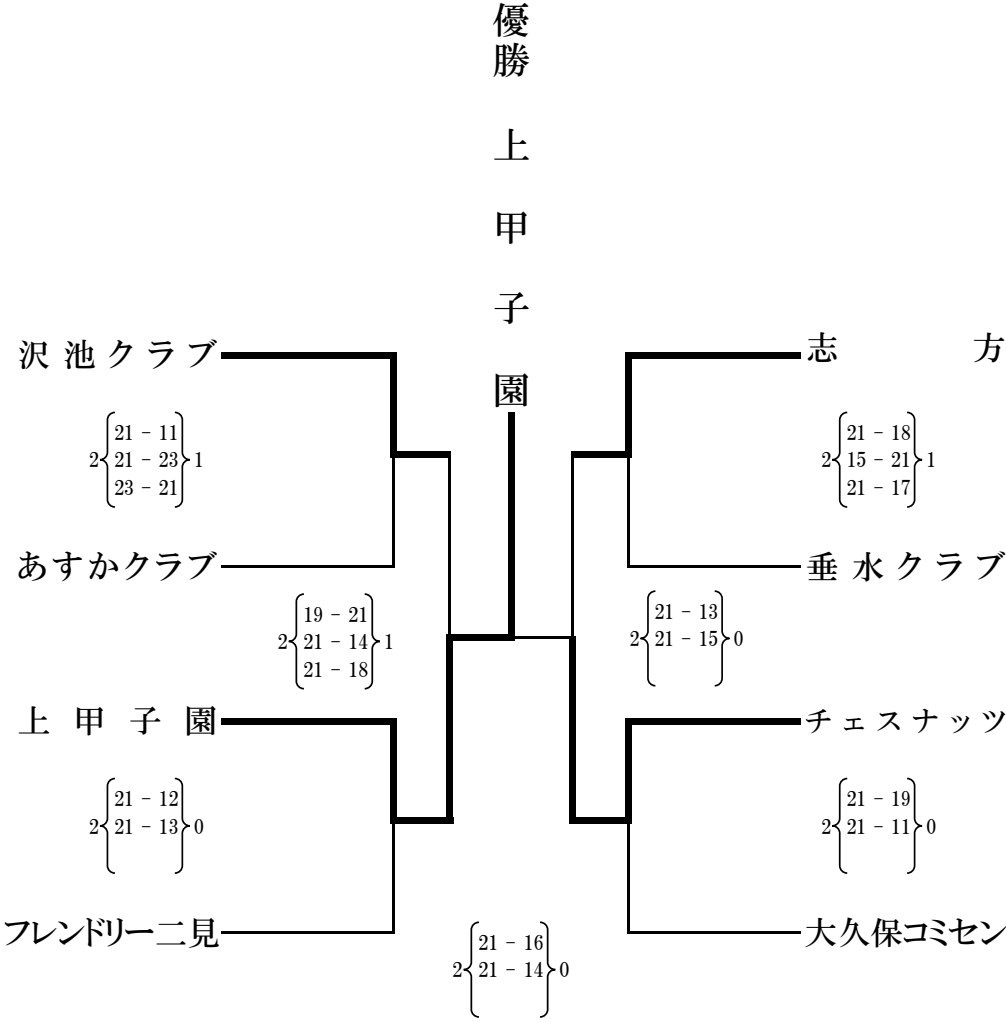 優勝 上甲子園
沢池クラブ
2 21 − 11 1
21 − 23
23 − 21
あすかクラブ
19 − 21
2 21 − 14 1
21 − 18
上甲子園
2 21 − 12 0
21 − 13
フレンドリー二見
志方
2 21 − 18 1
15 − 21
21 − 17
垂水クラブ
2 21 − 13 0
21 − 15
チェスナッツ
2 21 − 19 0
21 − 11
大久保コミセン
2 21 − 16 0
21 − 14